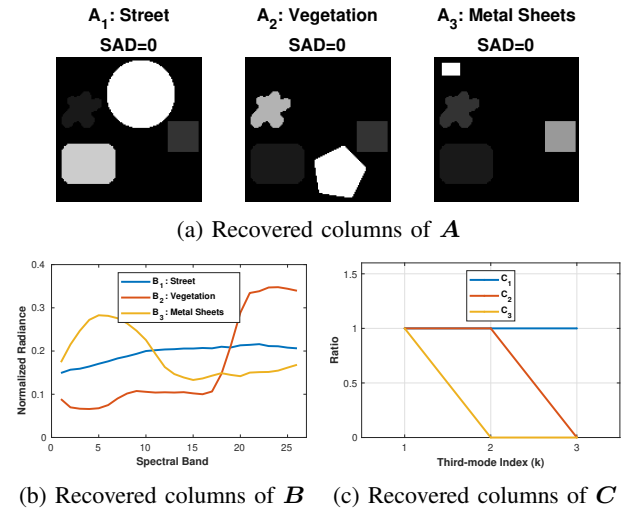 A1: Street
SAD=0
A2: Vegetation
SAD=0
A3: Metal Sheets
SAD=0
(a) Recovered columns of A
0.4
0.3
0.2
0.1
0
Normalized Radiance
B1: Street
B2: Vegetation
B3: Metal Sheets
0 5 10 15 20 25
Spectral Band
1.5
1
0.5
0
Ratio
C1
C2
C3
1 2 3
Third-mode Index (k)
(b) Recovered columns of B
(c) Recovered columns of C